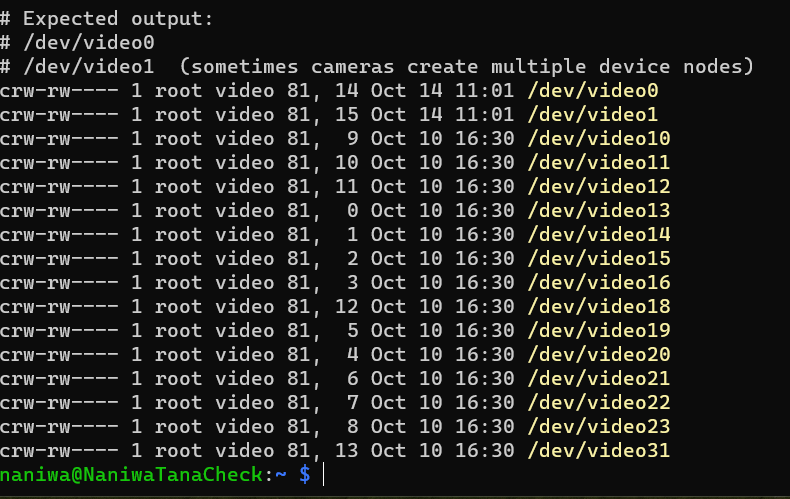 # Expected output:
# /dev/video0
# /dev/video1  (sometimes cameras create multiple device nodes)
crw-rw---- 1 root video 81, 14 Oct 14 11:01 /dev/video0
crw-rw---- 1 root video 81, 15 Oct 14 11:01 /dev/video1
crw-rw---- 1 root video 81,  9 Oct 10 16:30 /dev/video10
crw-rw---- 1 root video 81, 10 Oct 10 16:30 /dev/video11
crw-rw---- 1 root video 81, 11 Oct 10 16:30 /dev/video12
crw-rw---- 1 root video 81,  0 Oct 10 16:30 /dev/video13
crw-rw---- 1 root video 81,  1 Oct 10 16:30 /dev/video14
crw-rw---- 1 root video 81,  2 Oct 10 16:30 /dev/video15
crw-rw---- 1 root video 81,  3 Oct 10 16:30 /dev/video16
crw-rw---- 1 root video 81, 12 Oct 10 16:30 /dev/video18
crw-rw---- 1 root video 81,  5 Oct 10 16:30 /dev/video19
crw-rw---- 1 root video 81,  4 Oct 10 16:30 /dev/video20
crw-rw---- 1 root video 81,  6 Oct 10 16:30 /dev/video21
crw-rw---- 1 root video 81,  7 Oct 10 16:30 /dev/video22
crw-rw---- 1 root video 81,  8 Oct 10 16:30 /dev/video23
crw-rw---- 1 root video 81, 13 Oct 10 16:30 /dev/video31
naniwa@NaniwaTanaCheck:~ $